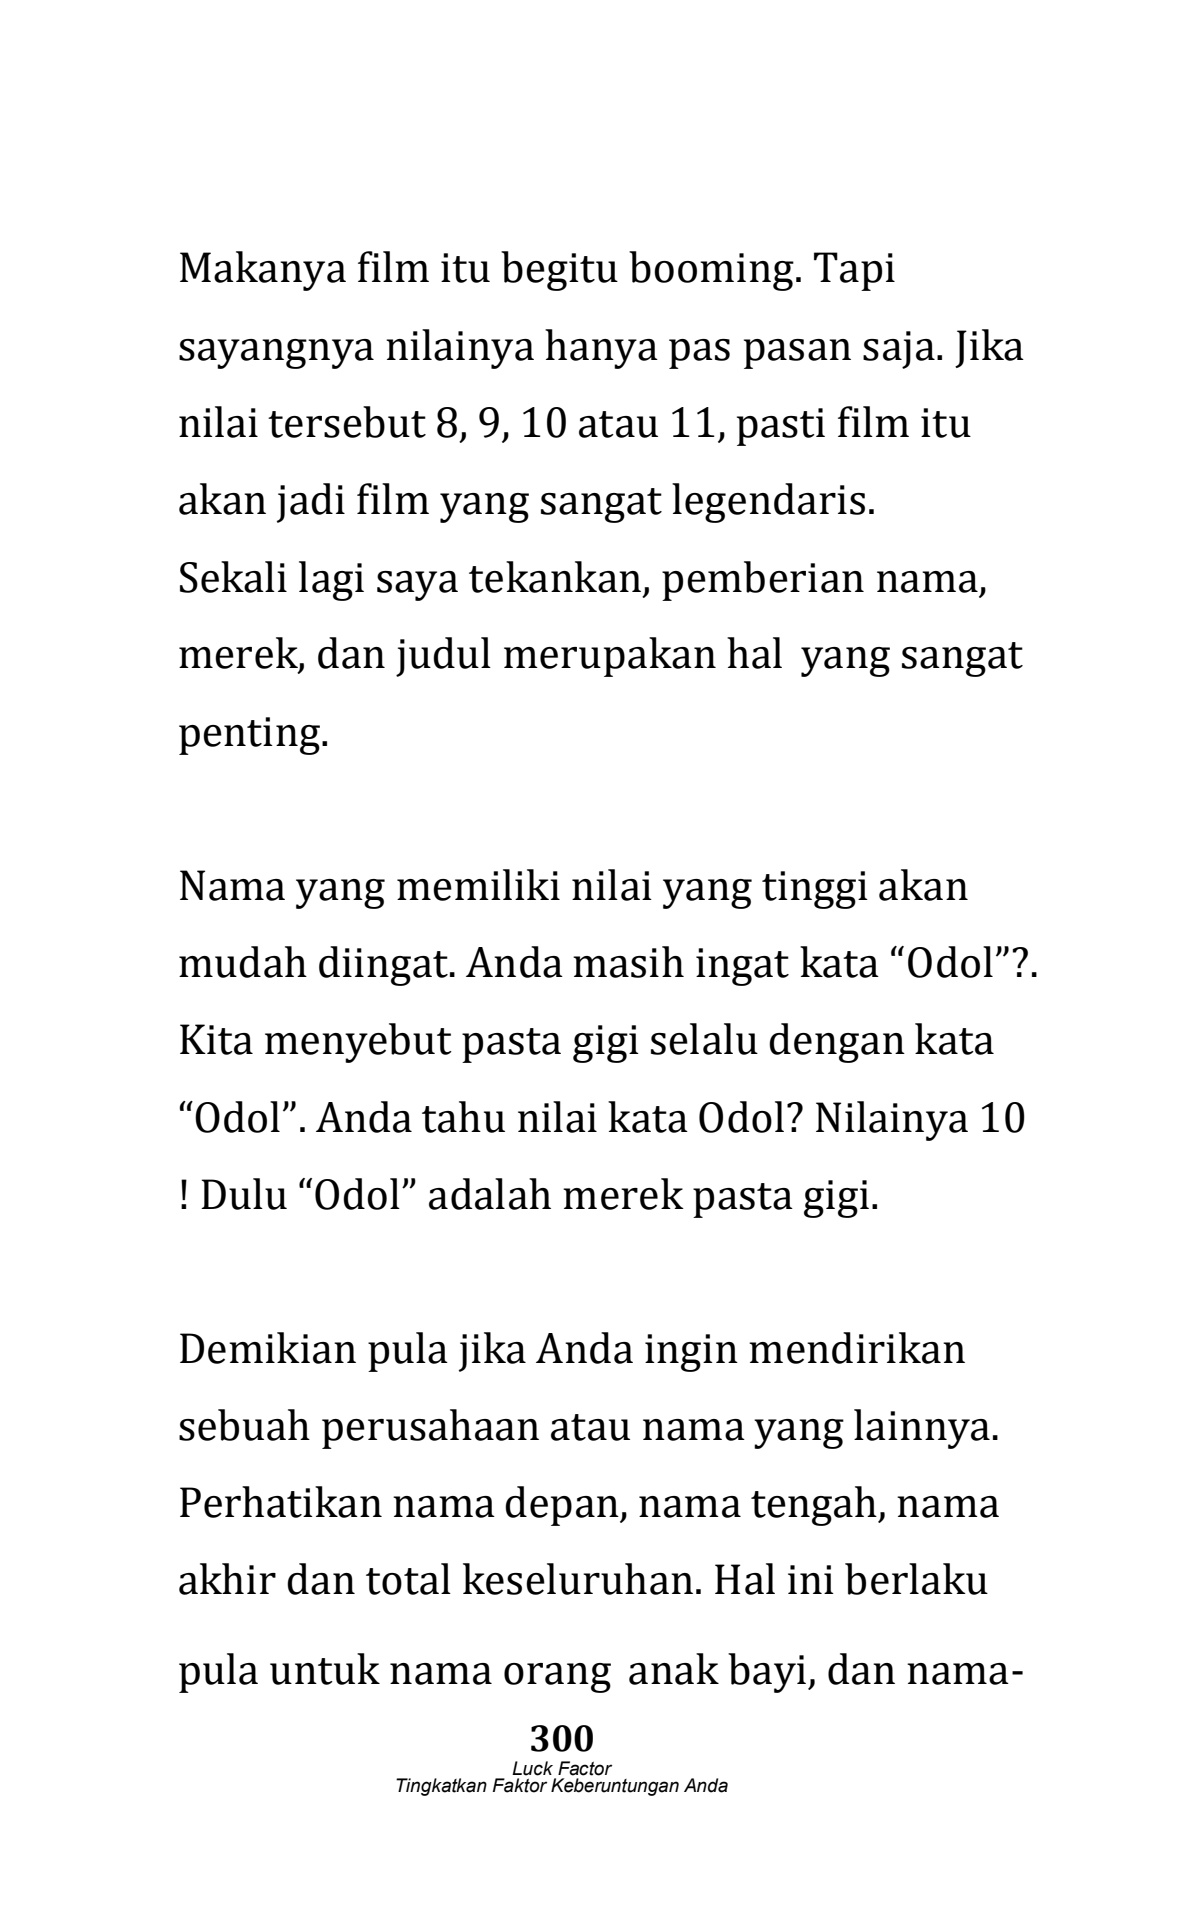 Makanya film itu begitu booming. Tapi
sayangnya nilainya hanya pas pasan saja. Jika
nilai tersebut 8, 9, 10 atau 11, pasti film itu
akan jadi film yang sangat legendaris.
Sekali lagi saya tekankan, pemberian nama,
merek, dan judul merupakan hal yang sangat
penting.
Nama yang memiliki nilai yang tinggi akan
mudah diingat. Anda masih ingat kata “Odol”?.
Kita menyebut pasta gigi selalu dengan kata
“Odol”. Anda tahu nilai kata Odol? Nilainya 10
! Dulu “Odol” adalah merek pasta gigi.
Demikian pula jika Anda ingin mendirikan
sebuah perusahaan atau nama yang lainnya.
Perhatikan nama depan, nama tengah, nama
akhir dan total keseluruhan. Hal ini berlaku
pula untuk nama orang anak bayi, dan nama-
300
Luck Factor
Tingkatkan Faktor Keberuntungan Anda